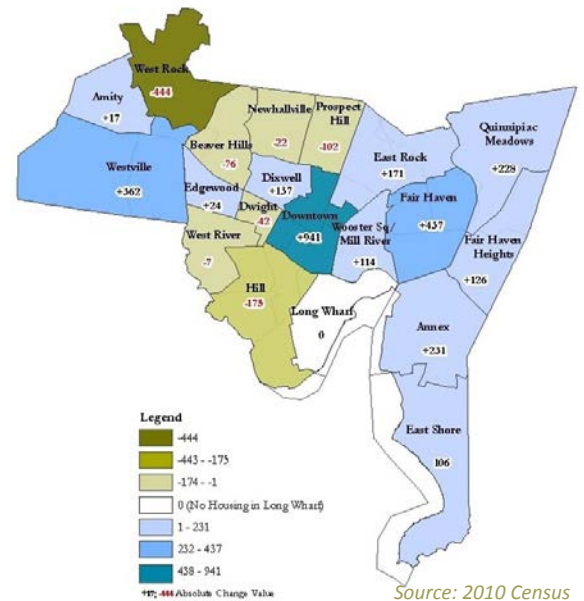 West Rock
-444
Amity
+17
Newhallville
-22
Prospect
Hill
-102
Quinnipiac
Meadows
+228
Beaver Hills
-76
East Rock
+171
Westville
+362
Dixwell
+137
Edgewood
+24
Fair Haven
+437
Dwight
-42
Downtown
+941
Wooster Sq/
Mill River
+114
West River
-7
Fair Haven
Heights
+126
Hill
-175
Long Wharf
0
Annex
+231
East Shore
106
Legend
-444
-443 - -175
-174 - -1
0 (No Housing in Long Wharf)
1 - 231
232 - 437
438 - 941
+17; -444 Absolute Change Value
Source: 2010 Census